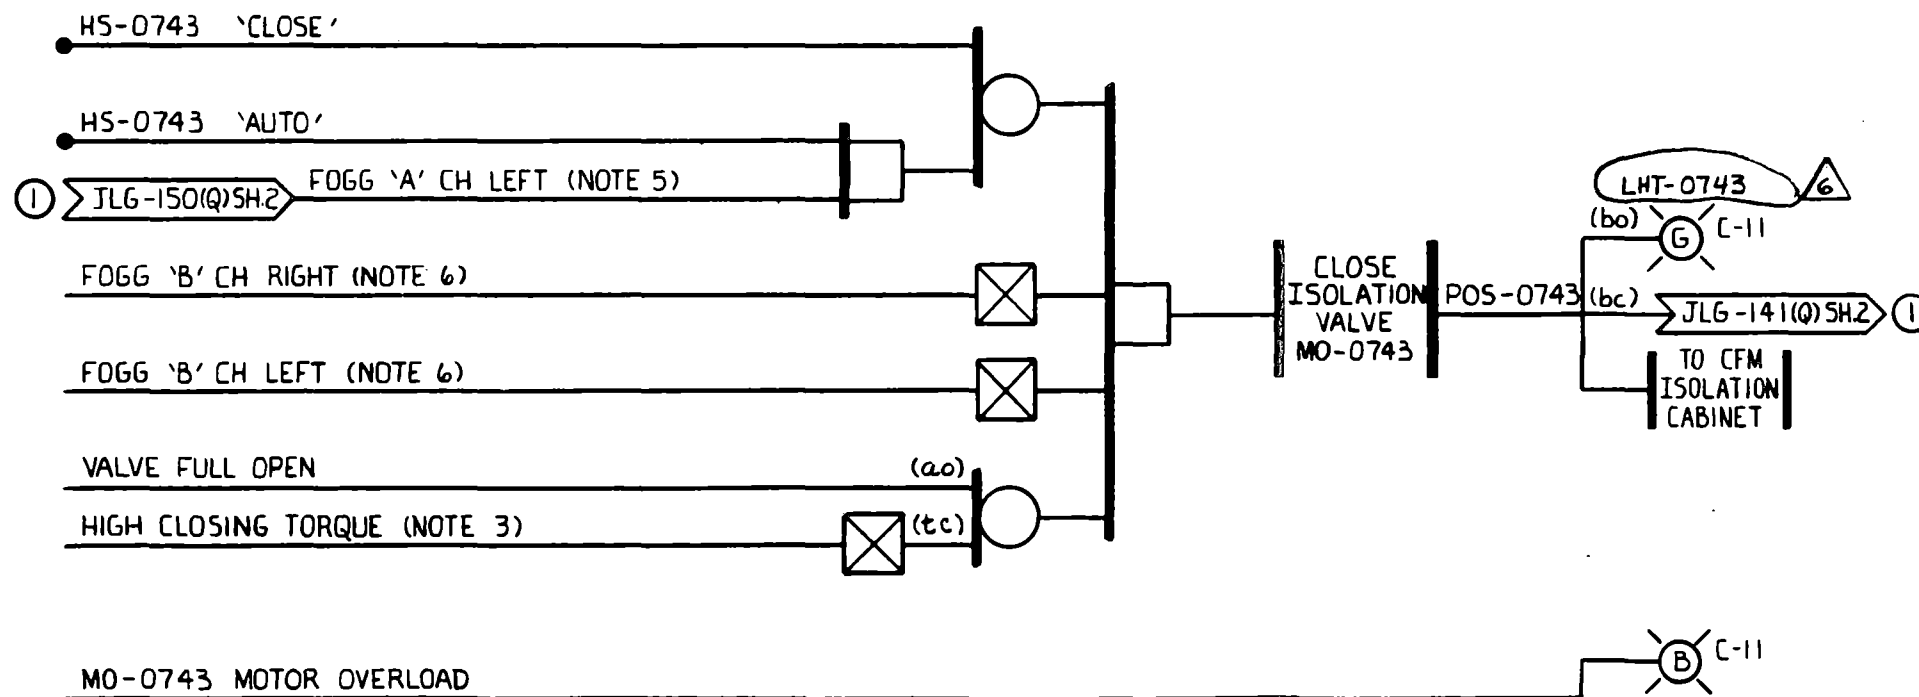 HS-0743 'CLOSE'
HS-0743 'AUTO'
1 JLG-150(Q)SH.2 FOGG 'A' CH LEFT (NOTE 5)
FOGG 'B' CH RIGHT (NOTE 6)
FOGG 'B' CH LEFT (NOTE 6)
VALVE FULL OPEN (ao)
HIGH CLOSING TORQUE (NOTE 3) (tc)
CLOSE
ISOLATION
VALVE
MO-0743
POS-0743
LHT-0743 6
(bo) G C-11
(bc) JLG-141(Q)SH.2 1
TO CFM
ISOLATION
CABINET
MO-0743 MOTOR OVERLOAD
B C-11